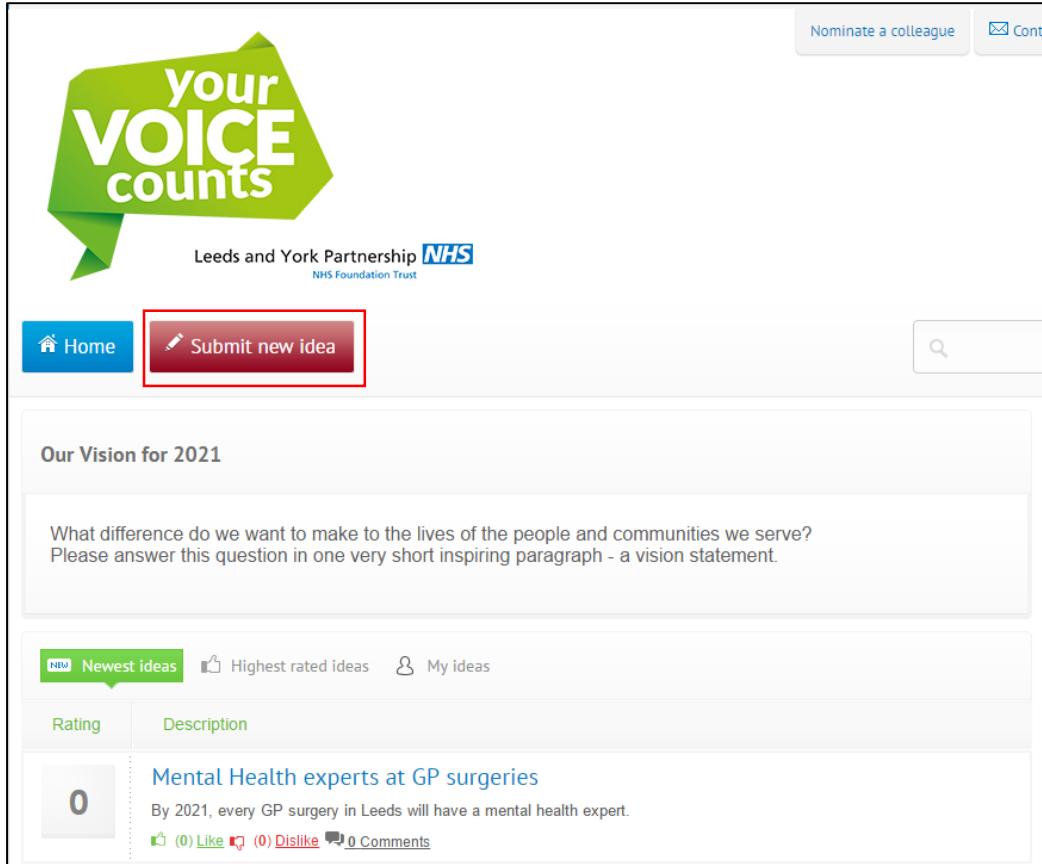 Nominate a colleague
Cont
your
VOICE
counts
Leeds and York Partnership NHS
NHS Foundation Trust
Home
Submit new idea
Our Vision for 2021
What difference do we want to make to the lives of the people and communities we serve?
Please answer this question in one very short inspiring paragraph - a vision statement.
NEW Newest ideas Highest rated ideas My ideas
Rating Description
0
Mental Health experts at GP surgeries
By 2021, every GP surgery in Leeds will have a mental health expert.
(0) Like (0) Dislike 0 Comments